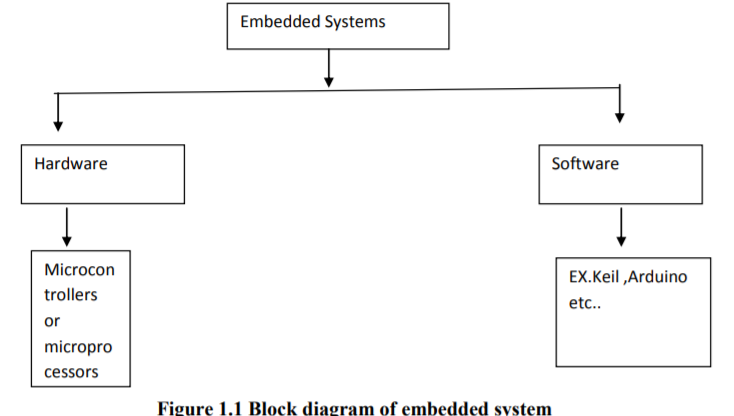 Embedded Systems
Hardware
Software
Microcon
trollers
or
micropro
cessors
EX.Keil ,Arduino
etc..
Figure 1.1 Block diagram of embedded system